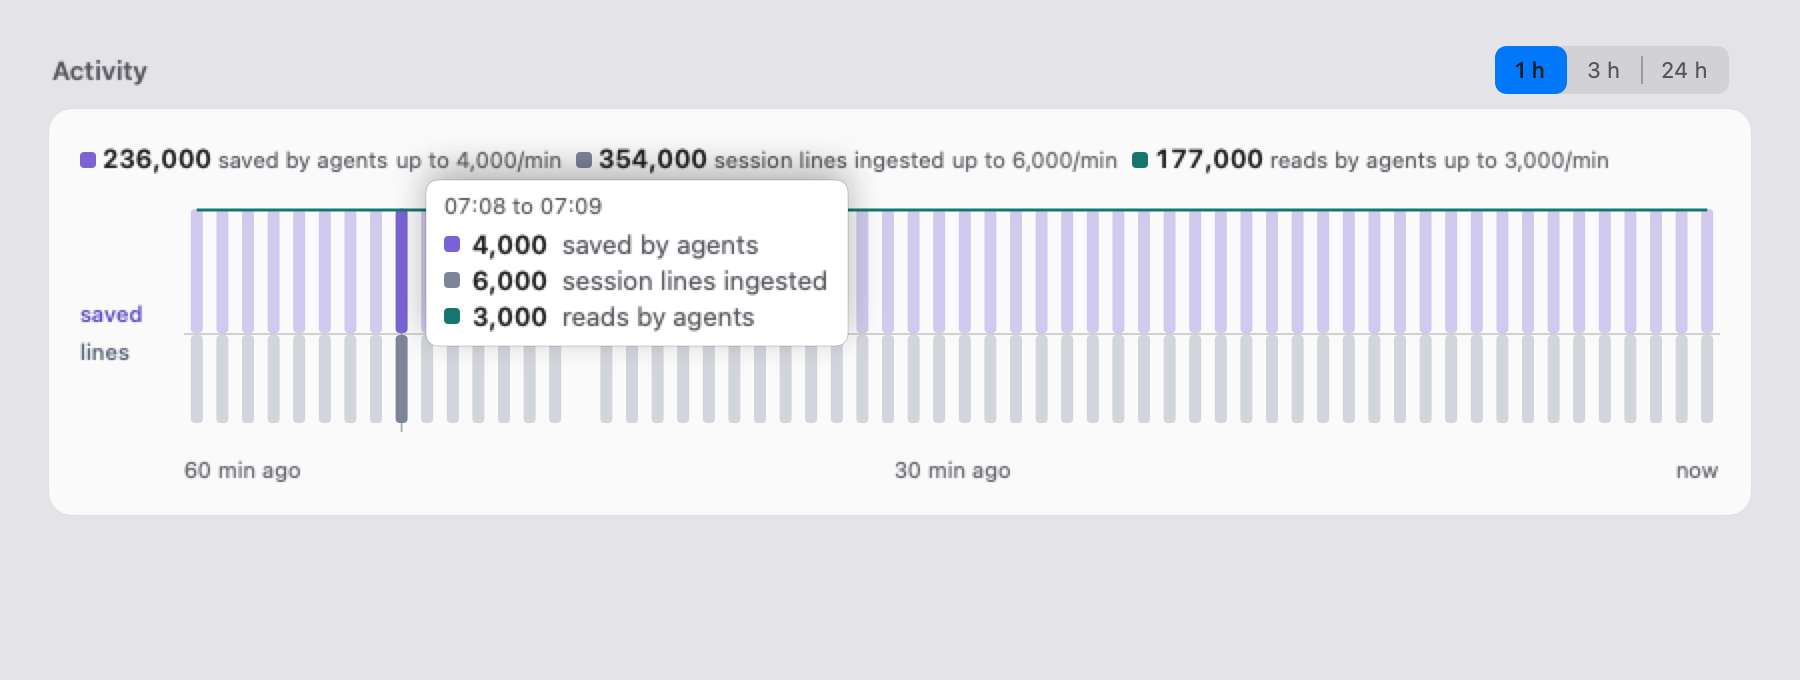 Activity
1 h 3 h 24 h
236,000 saved by agents up to 4,000/min 354,000 session lines ingested up to 6,000/min 177,000 reads by agents up to 3,000/min
07:08 to 07:09
4,000 saved by agents
6,000 session lines ingested
3,000 reads by agents
saved
lines
60 min ago 30 min ago now